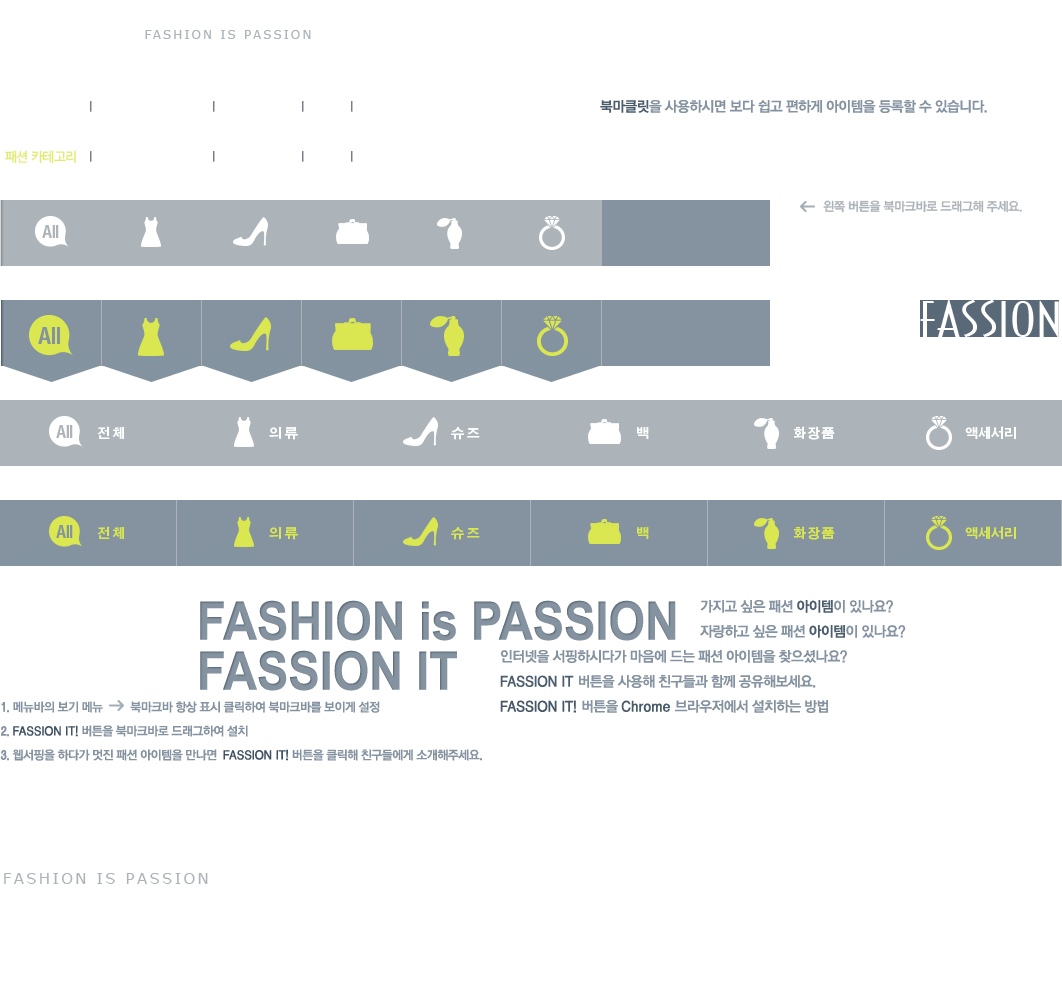 FASHION IS PASSION
북마클릿을 사용하시면 보다 쉽고 편하게 아이템을 등록할 수 있습니다.
패션 카테고리
← 왼쪽 버튼을 북마크바로 드래그해 주세요.
All
All
FASSION
All 전체 의류 슈즈 백 화장품 액세서리
All 전체 의류 슈즈 백 화장품 액세서리
FASHION is PASSION
FASSION IT
가지고 싶은 패션 아이템이 있나요?
자랑하고 싶은 패션 아이템이 있나요?
인터넷을 서핑하시다가 마음에 드는 패션 아이템을 찾으셨나요?
FASSION IT 버튼을 사용해 친구들과 함께 공유해보세요.
FASSION IT! 버튼을 Chrome 브라우저에서 설치하는 방법
1. 메뉴바의 보기 메뉴 → 북마크바 항상 표시 클릭하여 북마크바를 보이게 설정
2. FASSION IT! 버튼을 북마크바로 드래그하여 설치
3. 웹서핑을 하다가 멋진 패션 아이템을 만나면 FASSION IT! 버튼을 클릭해 친구들에게 소개해주세요.
FASHION IS PASSION